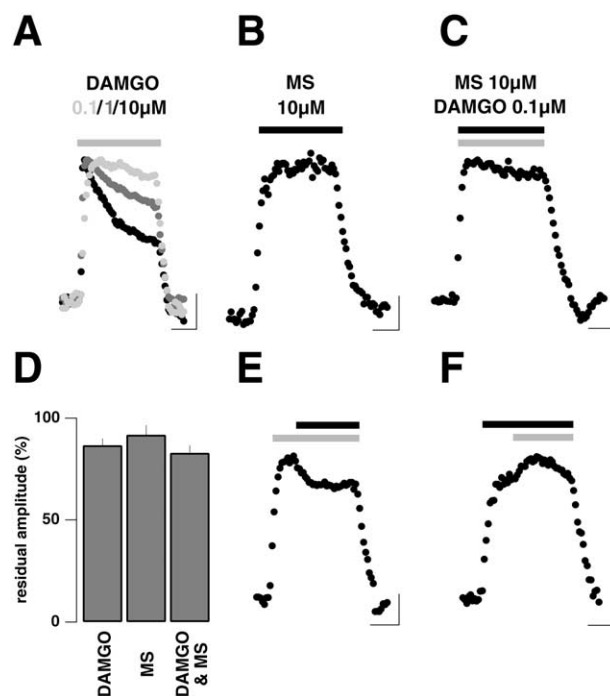 A
DAMGO
0.1/1/10µM
B
MS
10µM
C
MS 10µM
DAMGO 0.1µM
D
100
50
0
residual amplitude (%)
DAMGO
MS
DAMGO
& MS
E
F